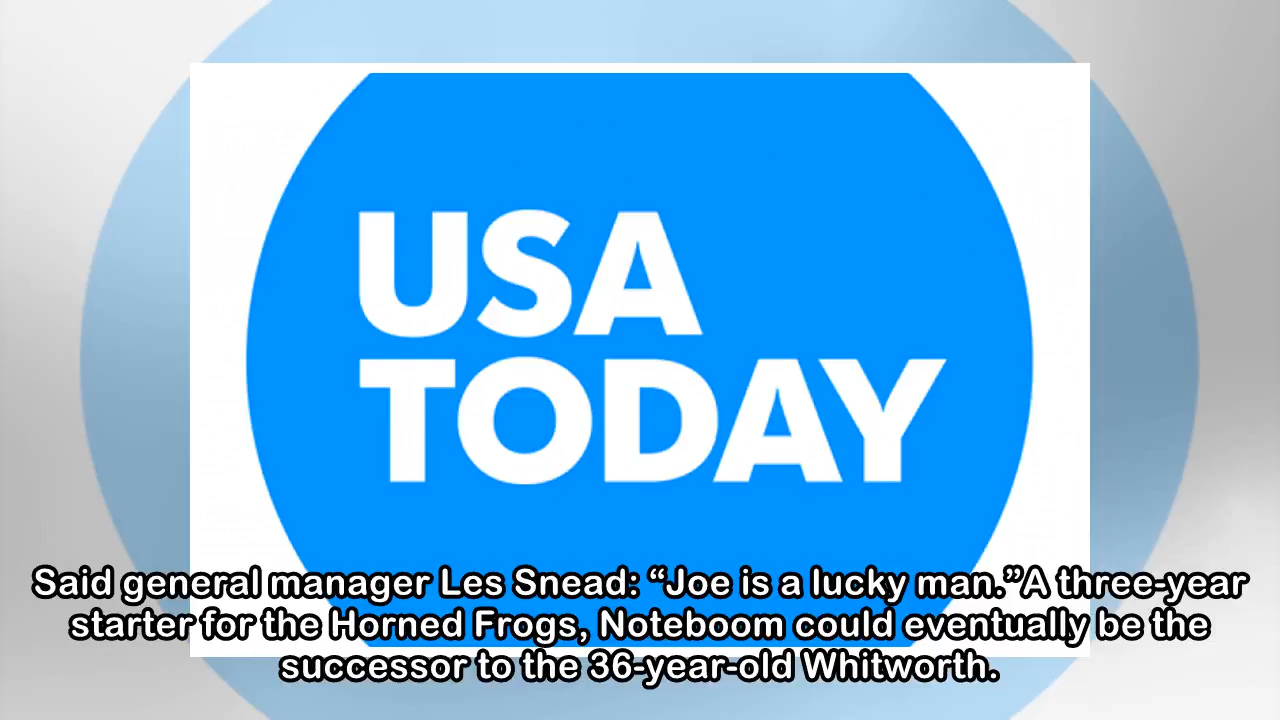 USA
TODAY
Said general manager Les Snead: “Joe is a lucky man.”A three-year
starter for the Horned Frogs, Noteboom could eventually be the
successor to the 36-year-old Whitworth.